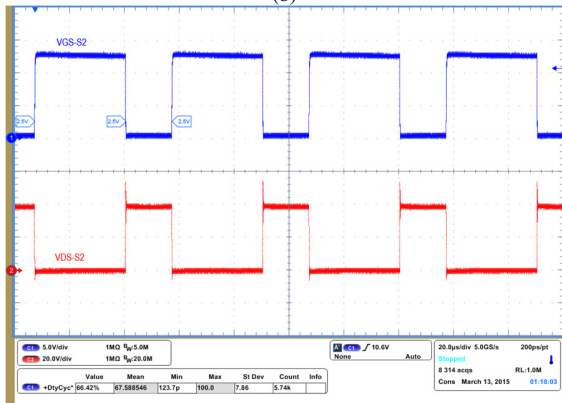 VGS-S2
2.5V 2.5V 2.5V
1
VDS-S2
2
C1 5.0V/div 1MΩ BW:5.0M
C2 20.0V/div 1MΩ BW:20.0M
A' C1 10.6V
None Auto
20.0µs/div 5.0GS/s 200ps/pt
Stopped
8 314 acqs RL:1.0M
Cons March 13, 2015 01:18:03
Value Mean Min Max St Dev Count Info
C1 +DtyCyc* 66.42% 67.588546 123.7p 100.0 7.86 5.74k